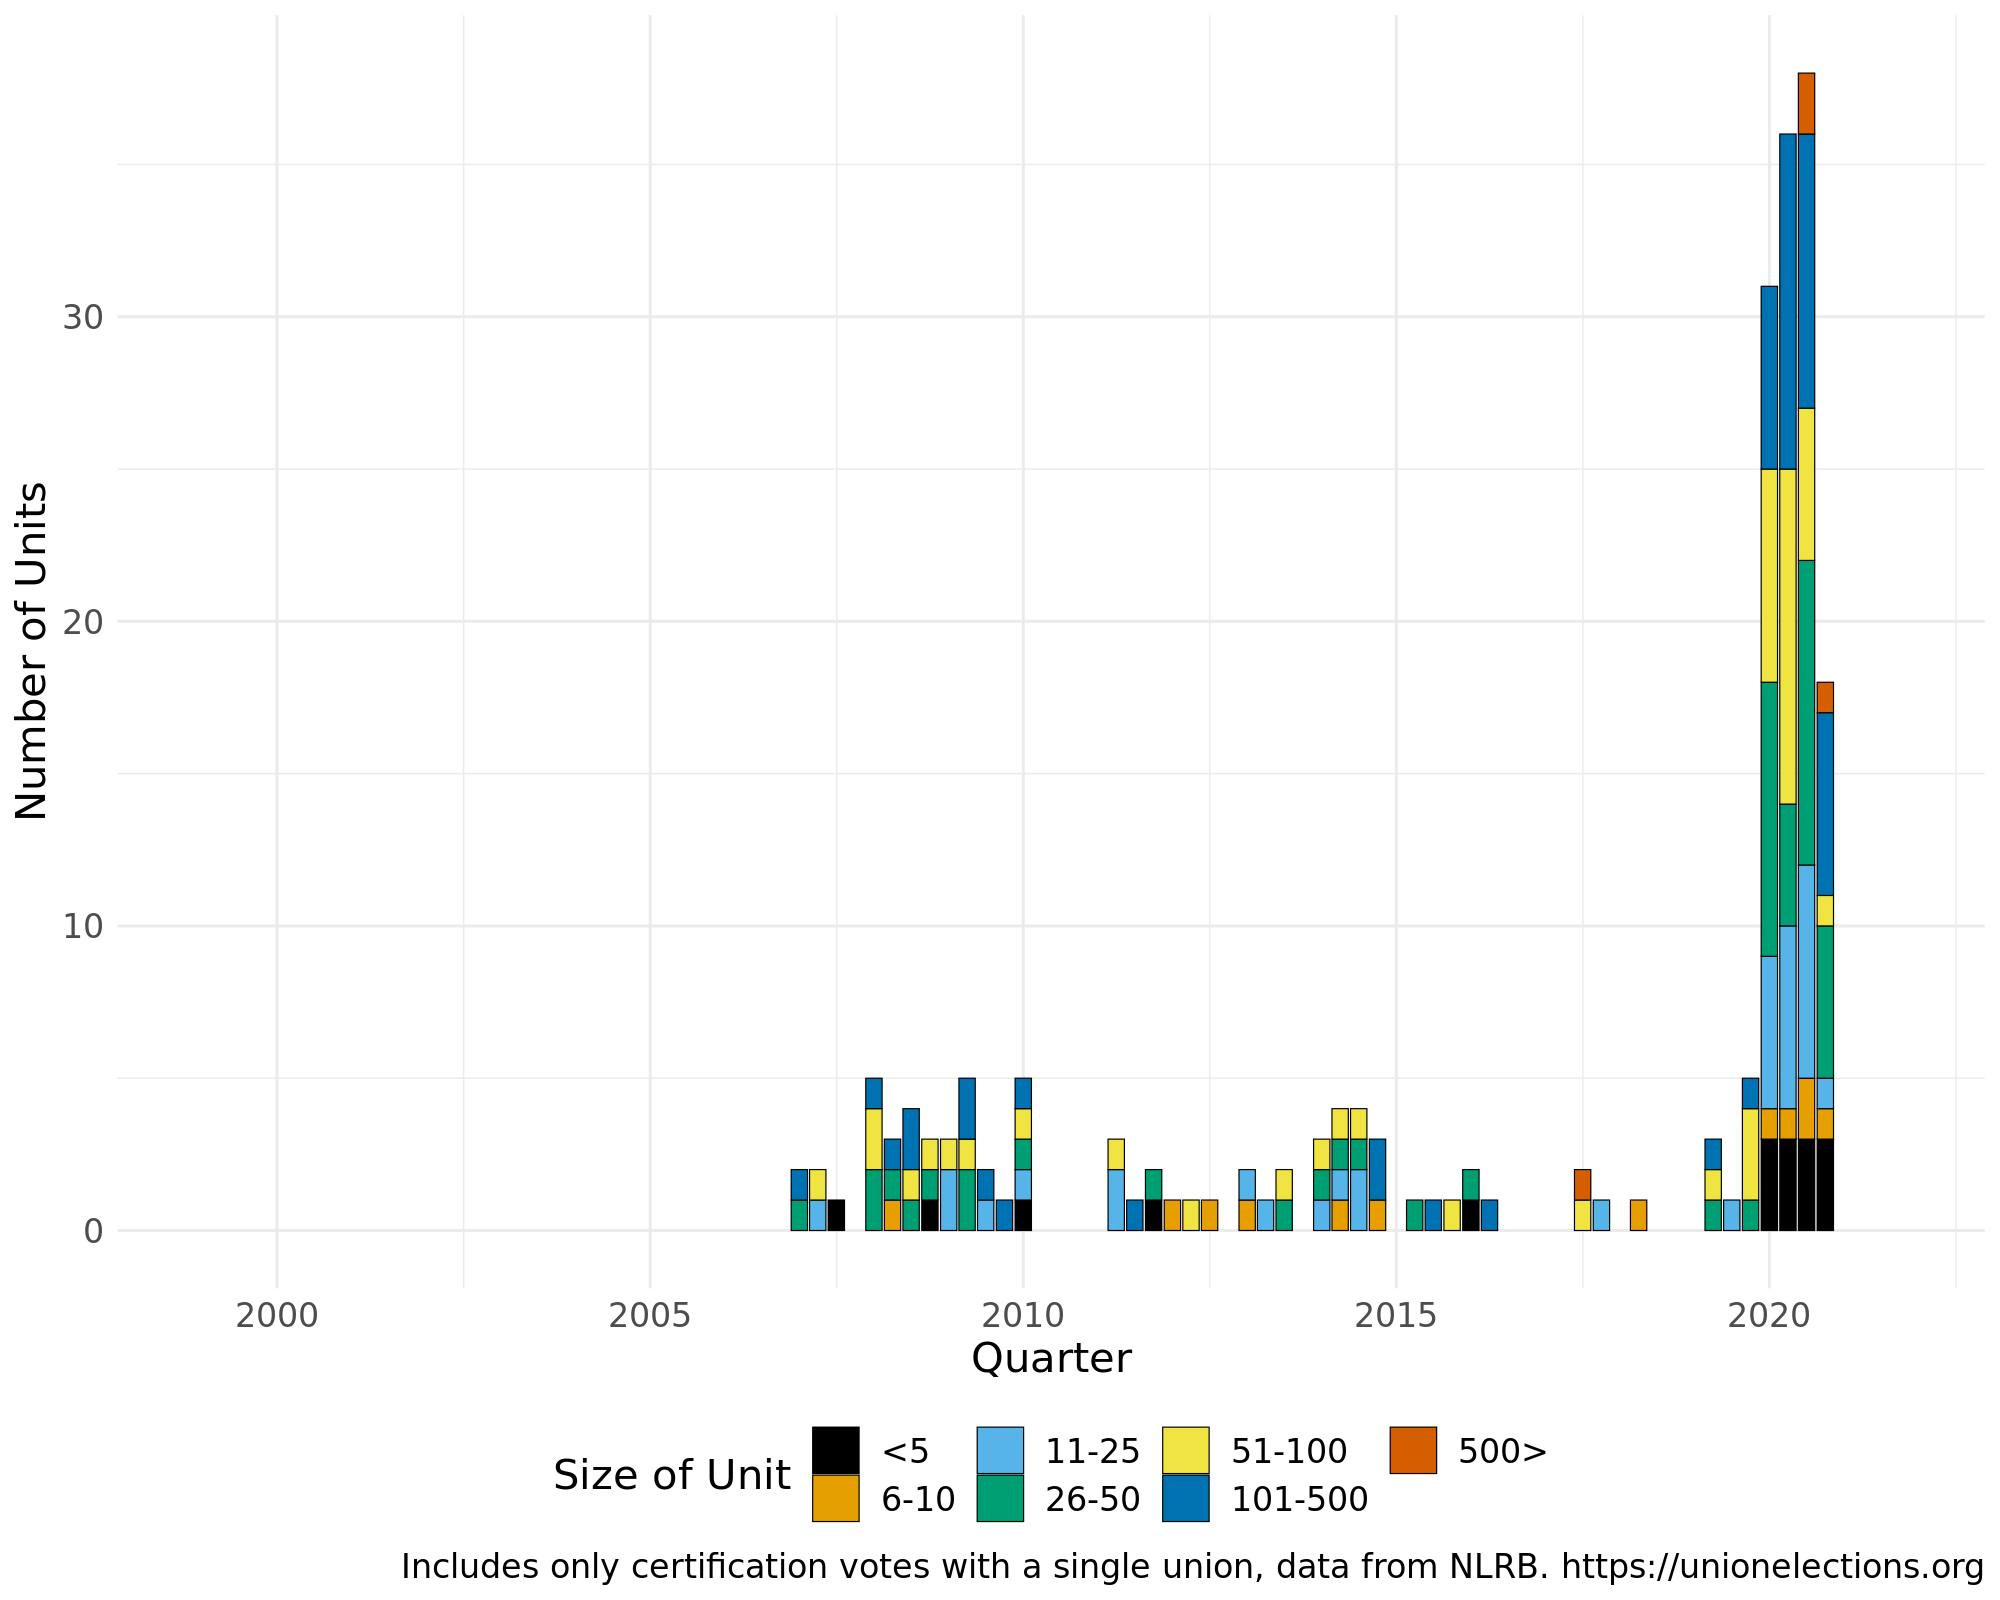 Number of Units
30
20
10
0
2000 2005 2010 2015 2020
Quarter
Size of Unit
<5 11-25 51-100 500>
6-10 26-50 101-500
Includes only certification votes with a single union, data from NLRB. https://unionelections.org